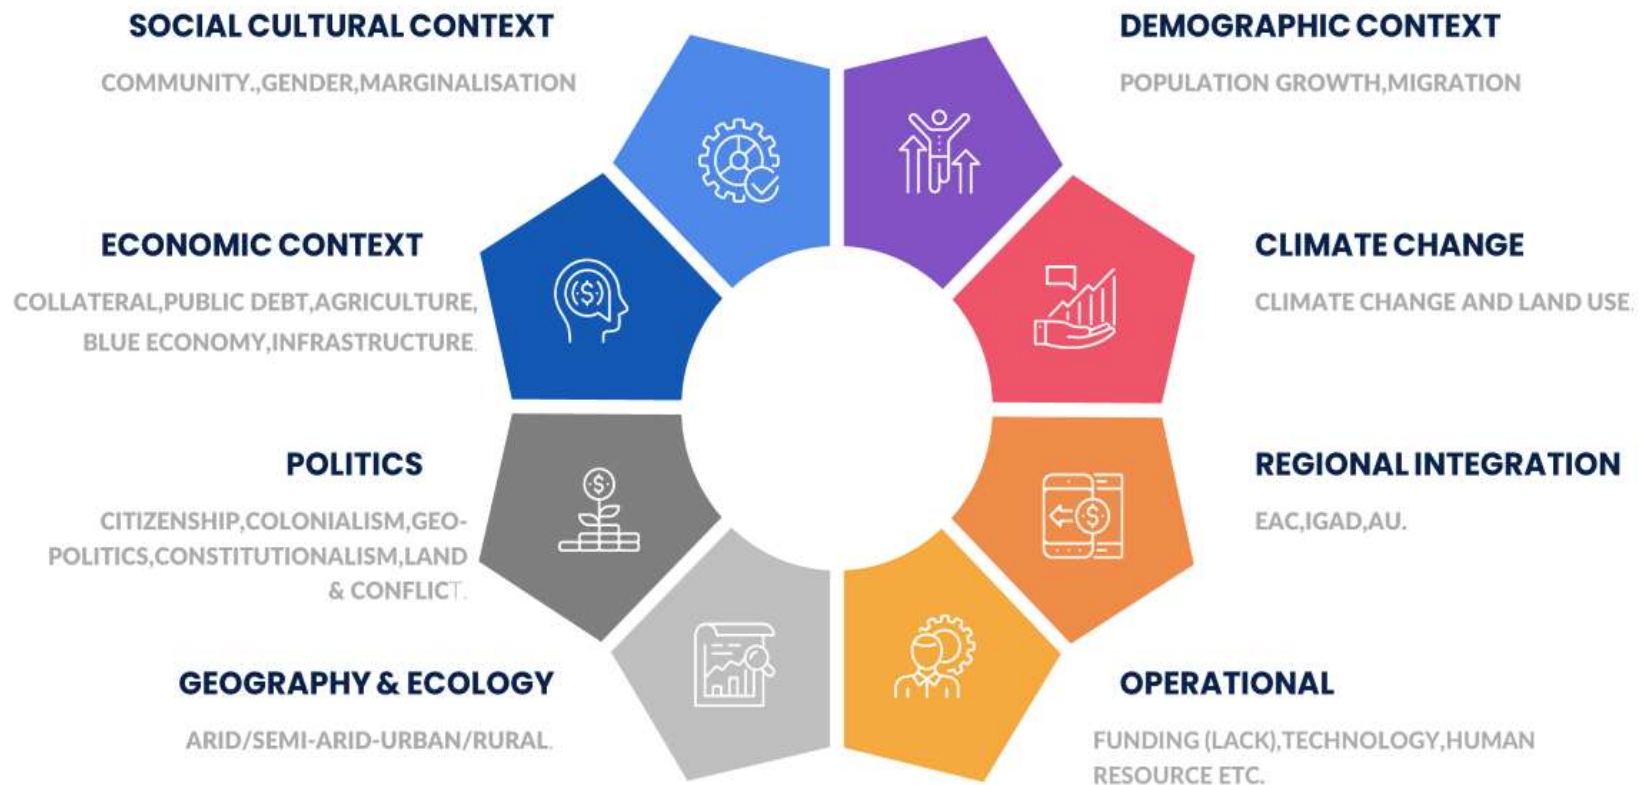 SOCIAL CULTURAL CONTEXT
COMMUNITY.,GENDER,MARGINALISATION
DEMOGRAPHIC CONTEXT
POPULATION GROWTH,MIGRATION
ECONOMIC CONTEXT
COLLATERAL,PUBLIC DEBT,AGRICULTURE,
BLUE ECONOMY,INFRASTRUCTURE.
CLIMATE CHANGE
CLIMATE CHANGE AND LAND USE.
POLITICS
CITIZENSHIP,COLONIALISM,GEO-
POLITICS,CONSTITUTIONALISM,LAND
& CONFLICT.
REGIONAL INTEGRATION
EAC,IGAD,AU.
GEOGRAPHY & ECOLOGY
ARID/SEMI-ARID-URBAN/RURAL.
OPERATIONAL
FUNDING (LACK),TECHNOLOGY,HUMAN
RESOURCE ETC.
($)
$
$